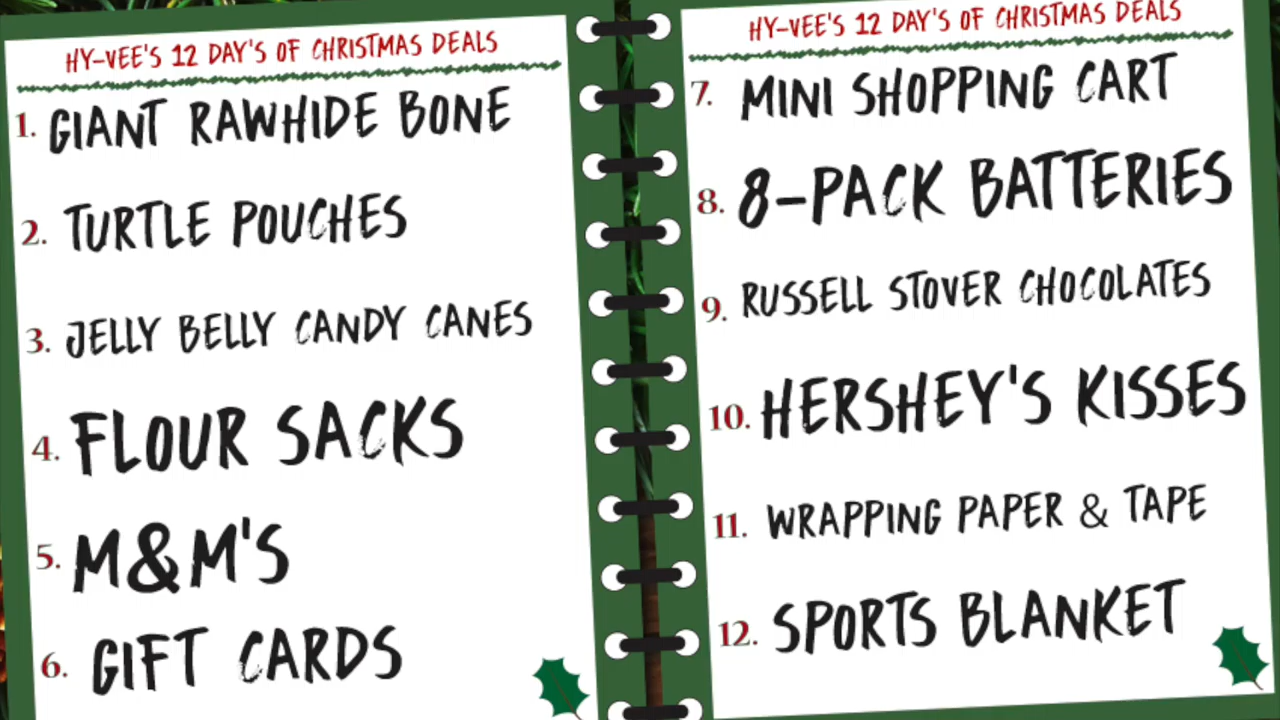 HY-VEE'S 12 DAY'S OF CHRISTMAS DEALS
1. GIANT RAWHIDE BONE
2. TURTLE POUCHES
3. JELLY BELLY CANDY CANES
4. FLOUR SACKS
5. M&M'S
6. GIFT CARDS
HY-VEE'S 12 DAY'S OF CHRISTMAS DEALS
7. MINI SHOPPING CART
8. 8-PACK BATTERIES
9. RUSSELL STOVER CHOCOLATES
10. HERSHEY'S KISSES
11. WRAPPING PAPER & TAPE
12. SPORTS BLANKET